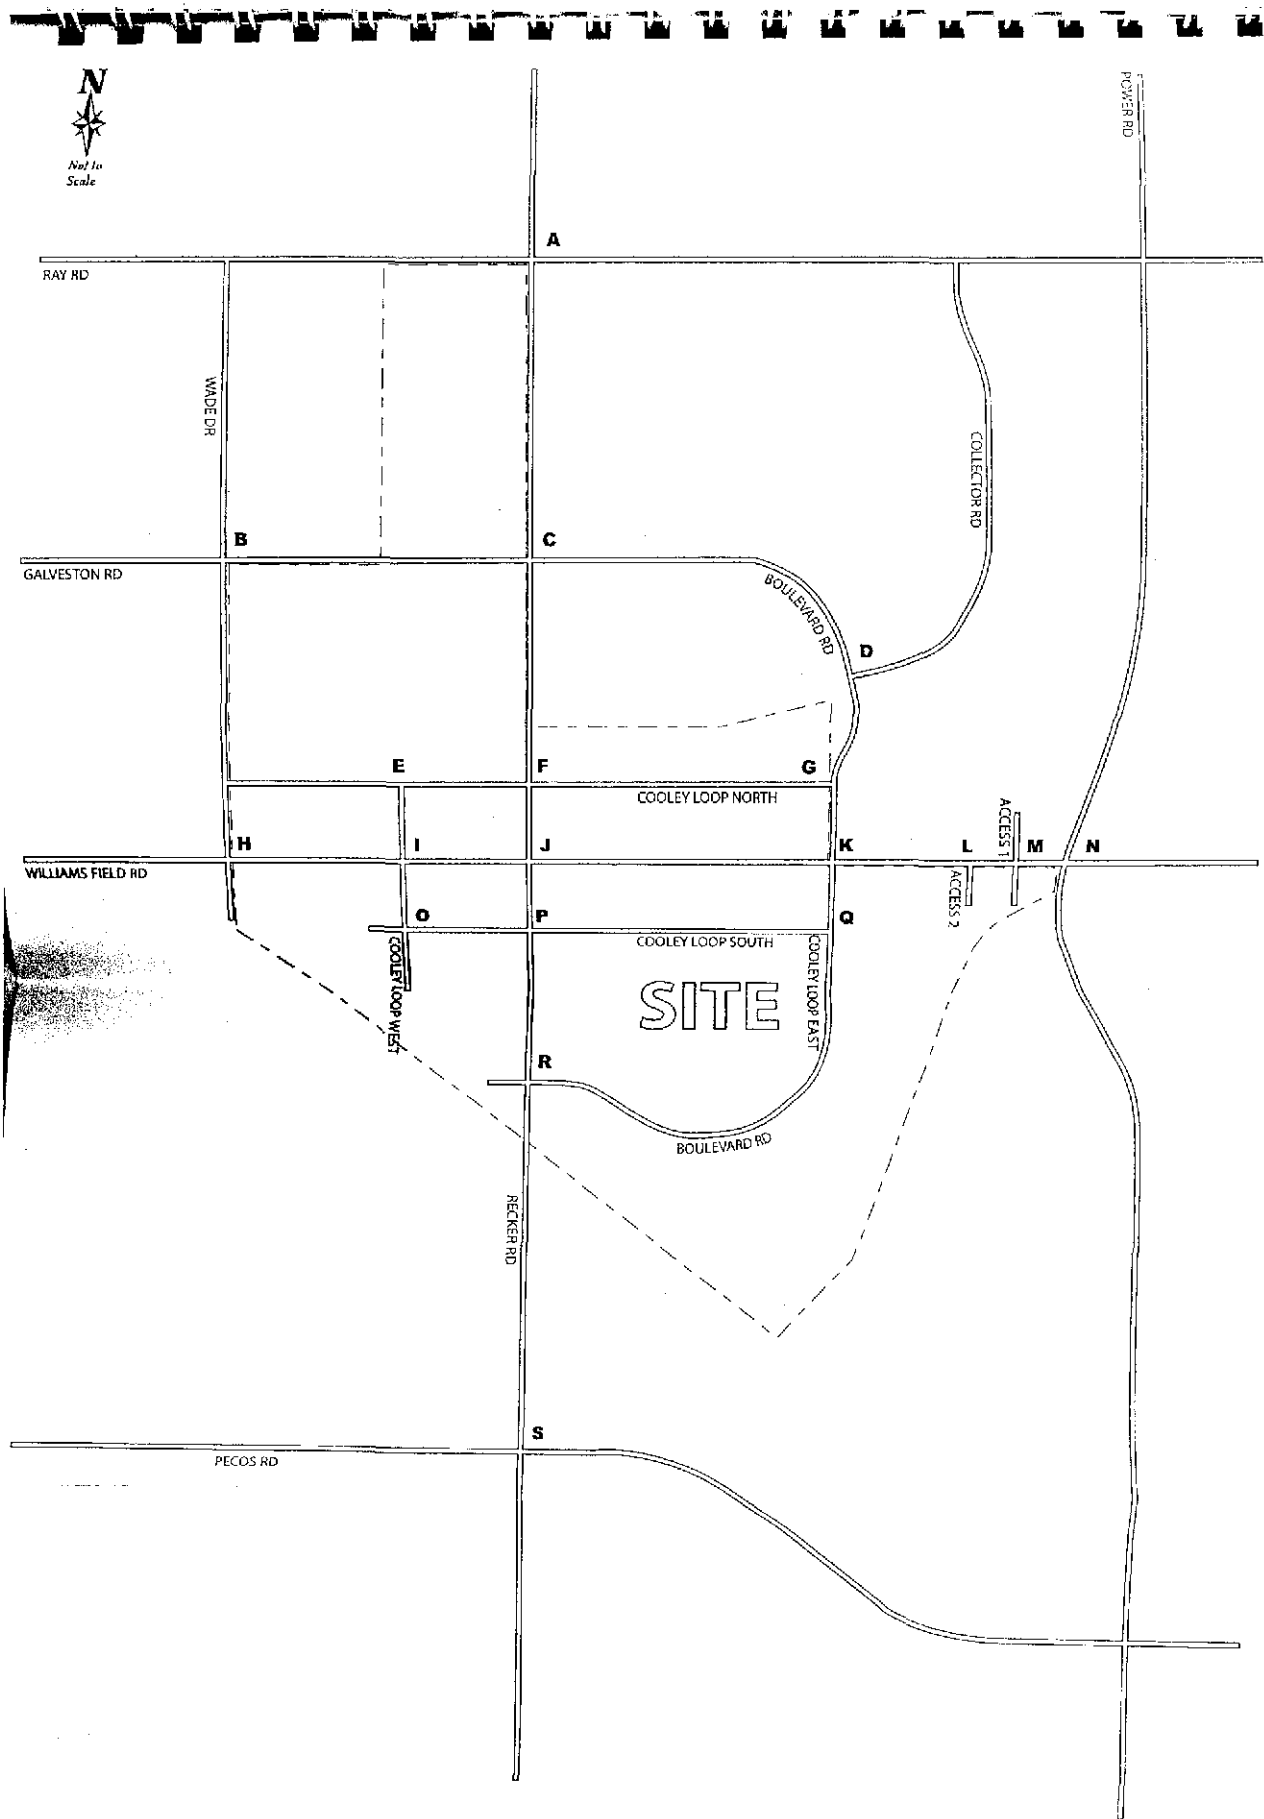 N
Not to
Scale
POWER RD
A
RAY RD
WADE DR
COLLECTOR RD
B
C
GALVESTON RD
BOULEVARD RD
D
E
F
G
COOLEY LOOP NORTH
ACCESS 1
H
I
J
K
L
M
N
WILLIAMS FIELD RD
ACCESS 2
O
P
Q
COOLEY LOOP SOUTH
COOLEY LOOP WEST
SITE
COOLEY LOOP EAST
R
BOULEVARD RD
RECKER RD
S
PECOS RD